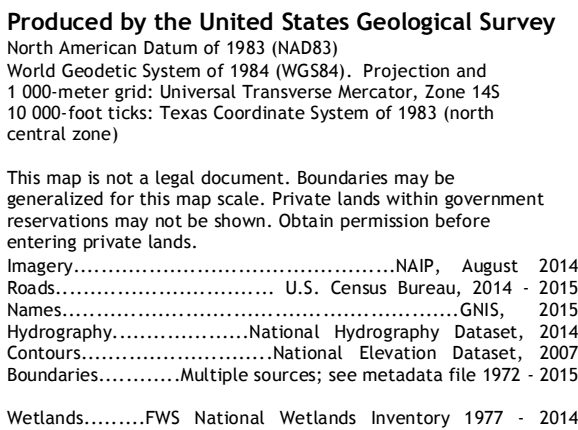 Produced by the United States Geological Survey
North American Datum of 1983 (NAD83)
World Geodetic System of 1984 (WGS84).  Projection and
1 000-meter grid: Universal Transverse Mercator, Zone 14S
10 000-foot ticks: Texas Coordinate System of 1983 (north
central zone)
This map is not a legal document. Boundaries may be
generalized for this map scale. Private lands within government
reservations may not be shown. Obtain permission before
entering private lands.
Imagery...............................................NAIP, August 2014
Roads................................ U.S. Census Bureau, 2014 - 2015
Names..........................................................GNIS, 2015
Hydrography....................National Hydrography Dataset, 2014
Contours............................National Elevation Dataset, 2007
Boundaries............Multiple sources; see metadata file 1972 - 2015
Wetlands.........FWS National Wetlands Inventory 1977 - 2014